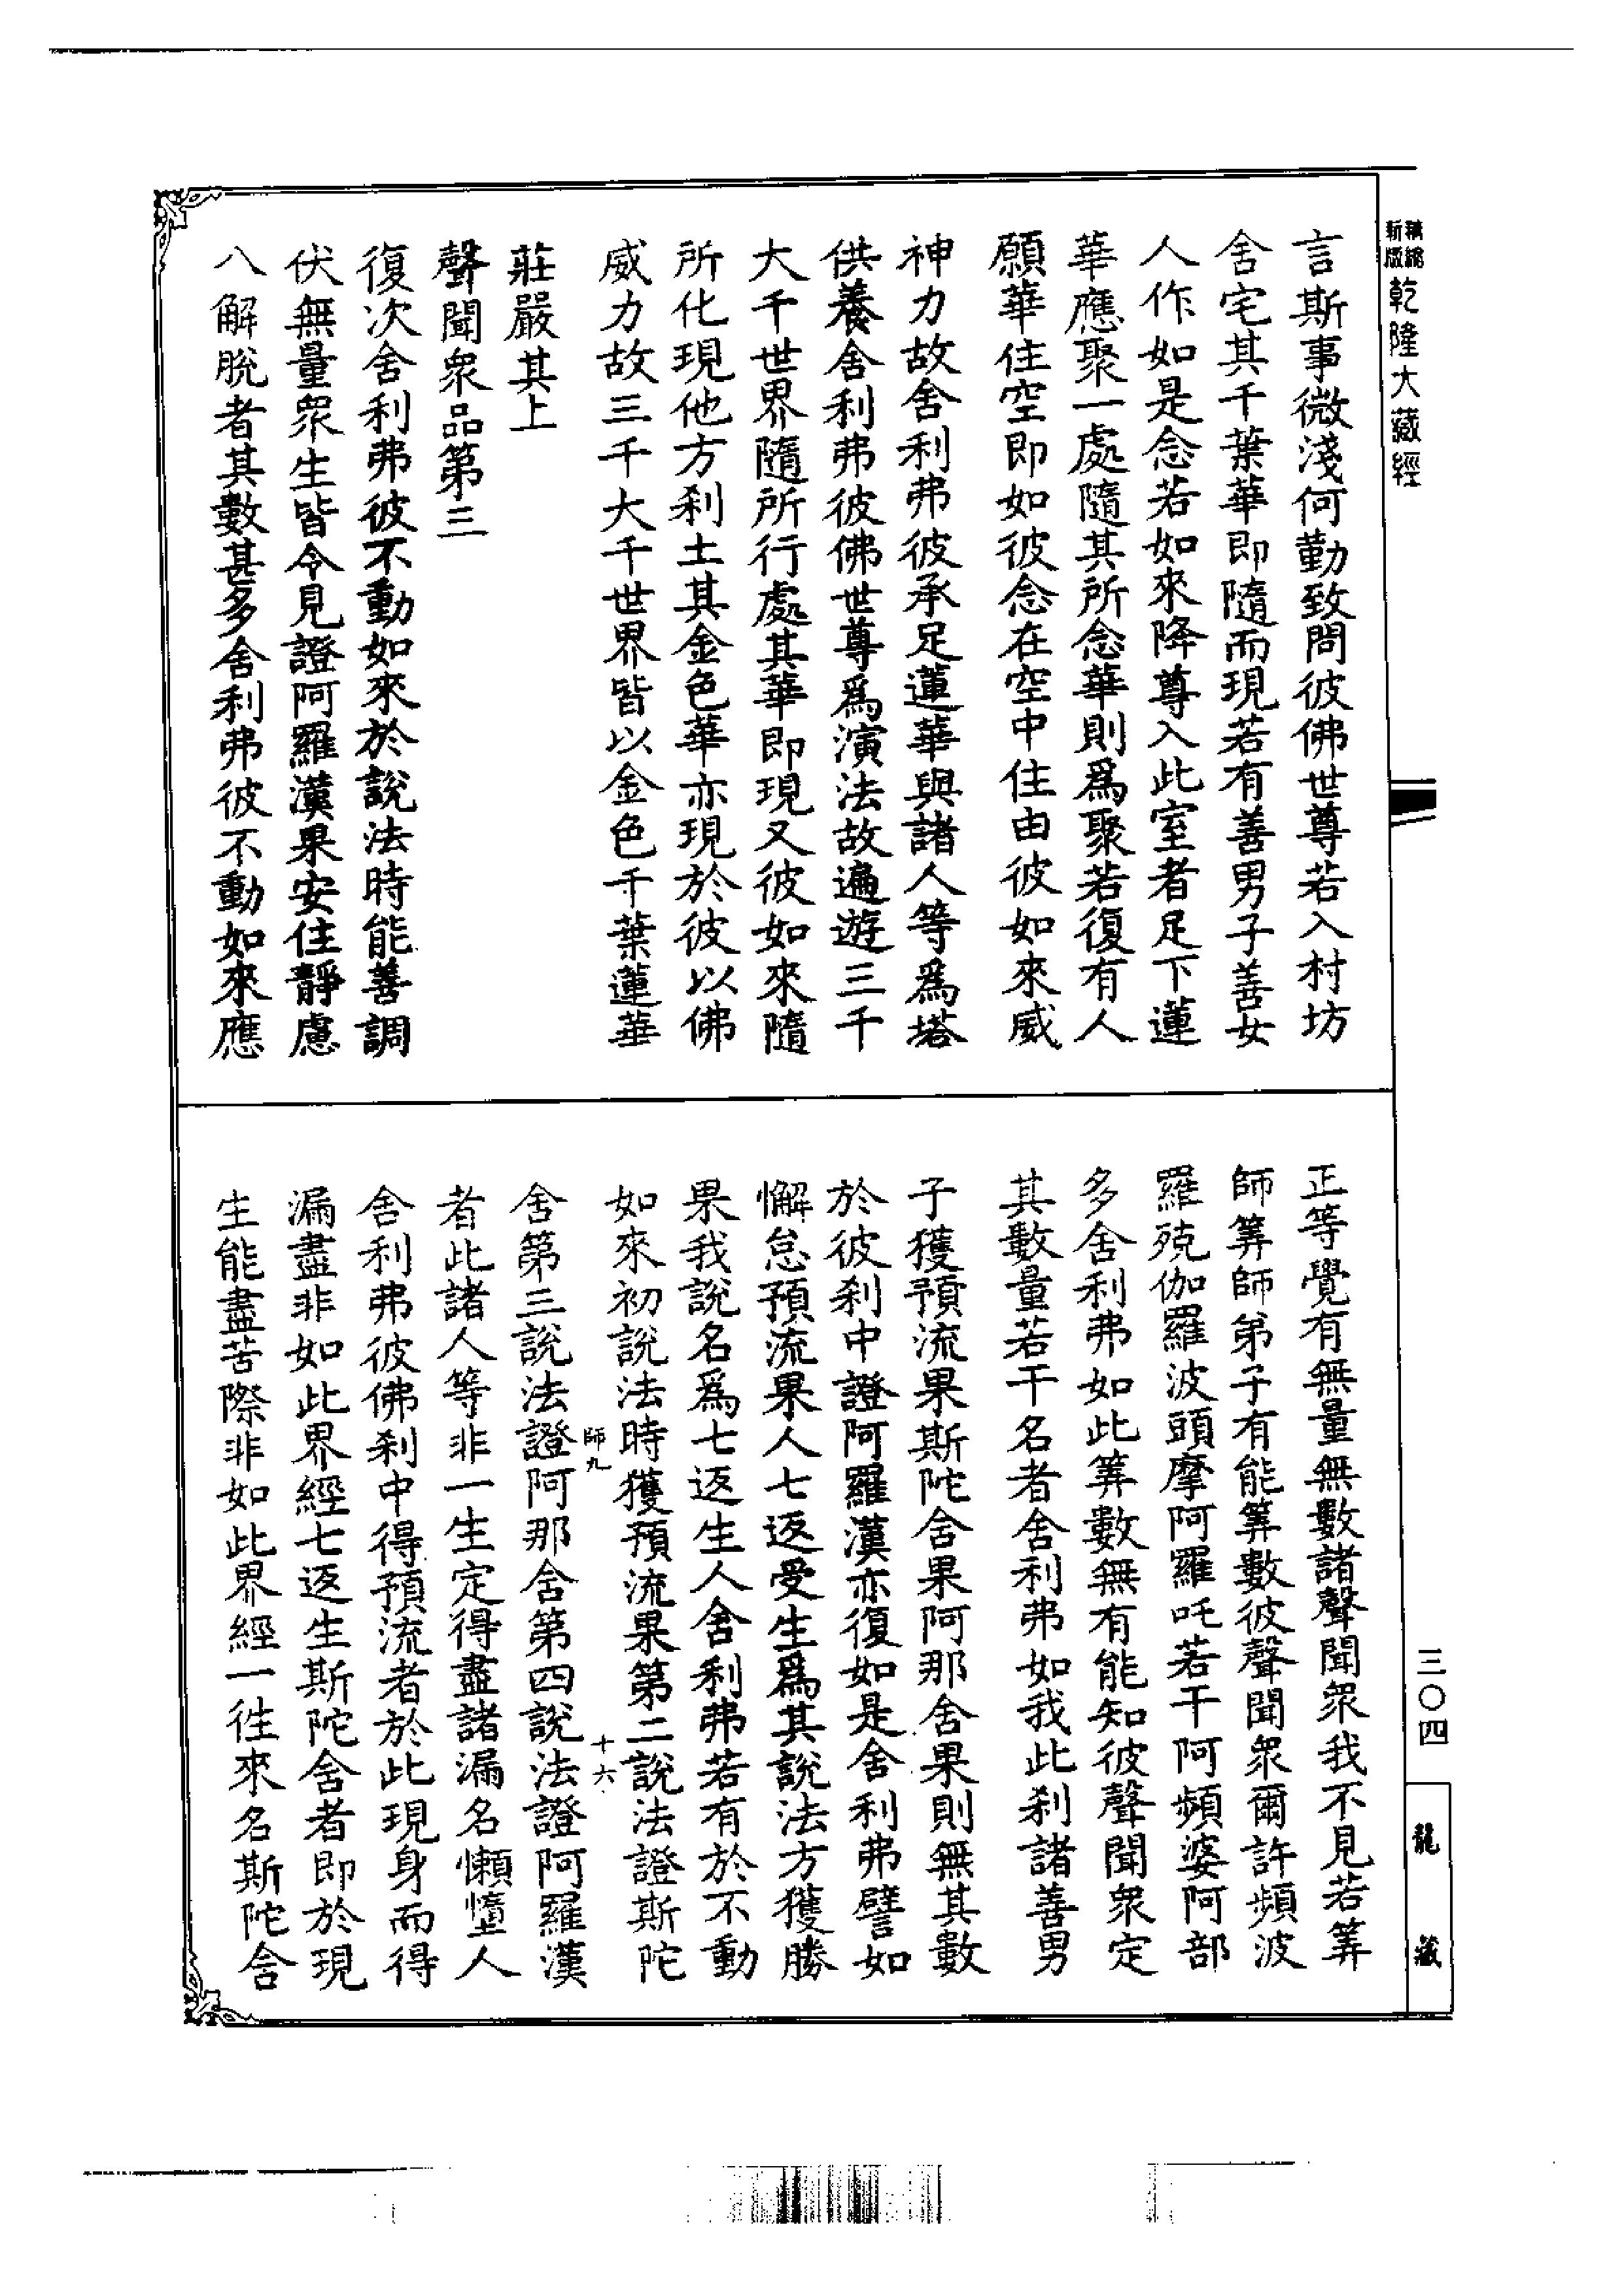 新版精縮乾隆大藏經
言斯事微淺何勤致問彼佛世尊若入村坊
舍宅其千葉華即隨而現若有善男子善女
人作如是念若如來降尊入此室者足下蓮
華應聚一處隨其所念華則爲聚若復有人
願華住空即如彼念在空中住由彼如來威
神力故舍利弗彼承足蓮華與諸人等爲塔
供養舍利弗彼佛世尊爲演法故遍遊三千
大千世界隨所行處其華即現又彼如來隨
所化現他方刹土其金色華亦現於彼以佛
威力故三千大千世界皆以金色千葉蓮華
莊嚴其上
聲聞衆品第三
復次舍利弗彼不動如來於說法時能善調
伏無量衆生皆令見證阿羅漢果安住靜慮
八解脫者其數甚多舍利弗彼不動如來應
正等覺有無量無數諸聲聞衆我不見若筭
師筭師弟子有能筭數彼聲聞衆爾許頻波
羅殑伽羅波頭摩阿羅吒若干阿頻婆阿部
多舍利弗如此筭數無有能知彼聲聞衆定
其數量若干名者舍利弗如我此刹諸善男
子獲預流果斯陀舍果阿那舍果則無其數
於彼刹中證阿羅漢亦復如是舍利弗譬如
懈怠預流果人七返受生爲其說法方獲勝
果我說名爲七返生人舍利弗若有於不動
如來初說法時獲預流果第二說法證斯陀
師九
十六
舍第三說法證阿那舍第四說法證阿羅漢
者此諸人等非一生定得盡諸漏名懶墮人
舍利弗彼佛刹中得預流者於此現身而得
漏盡非如此界經七返生斯陀舍者即於現
生能盡苦際非如此界經一徃來名斯陀舍
三〇四
龍藏